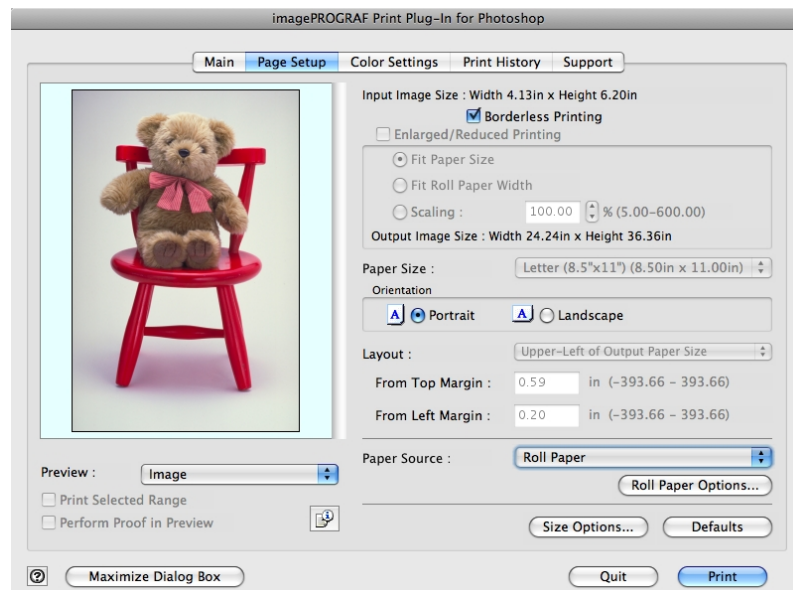 imagePROGRAF Print Plug-In for Photoshop
Main Page Setup Color Settings Print History Support
Input Image Size : Width 4.13in x Height 6.20in
Borderless Printing
Enlarged/Reduced Printing
Fit Paper Size
Fit Roll Paper Width
Scaling : 100.00 % (5.00-600.00)
Output Image Size : Width 24.24in x Height 36.36in
Paper Size : Letter (8.5"x11") (8.50in x 11.00in)
Orientation
A Portrait A Landscape
Layout : Upper-Left of Output Paper Size
From Top Margin : 0.59 in (-393.66 - 393.66)
From Left Margin : 0.20 in (-393.66 - 393.66)
Paper Source : Roll Paper
Roll Paper Options...
Preview : Image
Print Selected Range
Perform Proof in Preview
Size Options... Defaults
? Maximize Dialog Box Quit Print